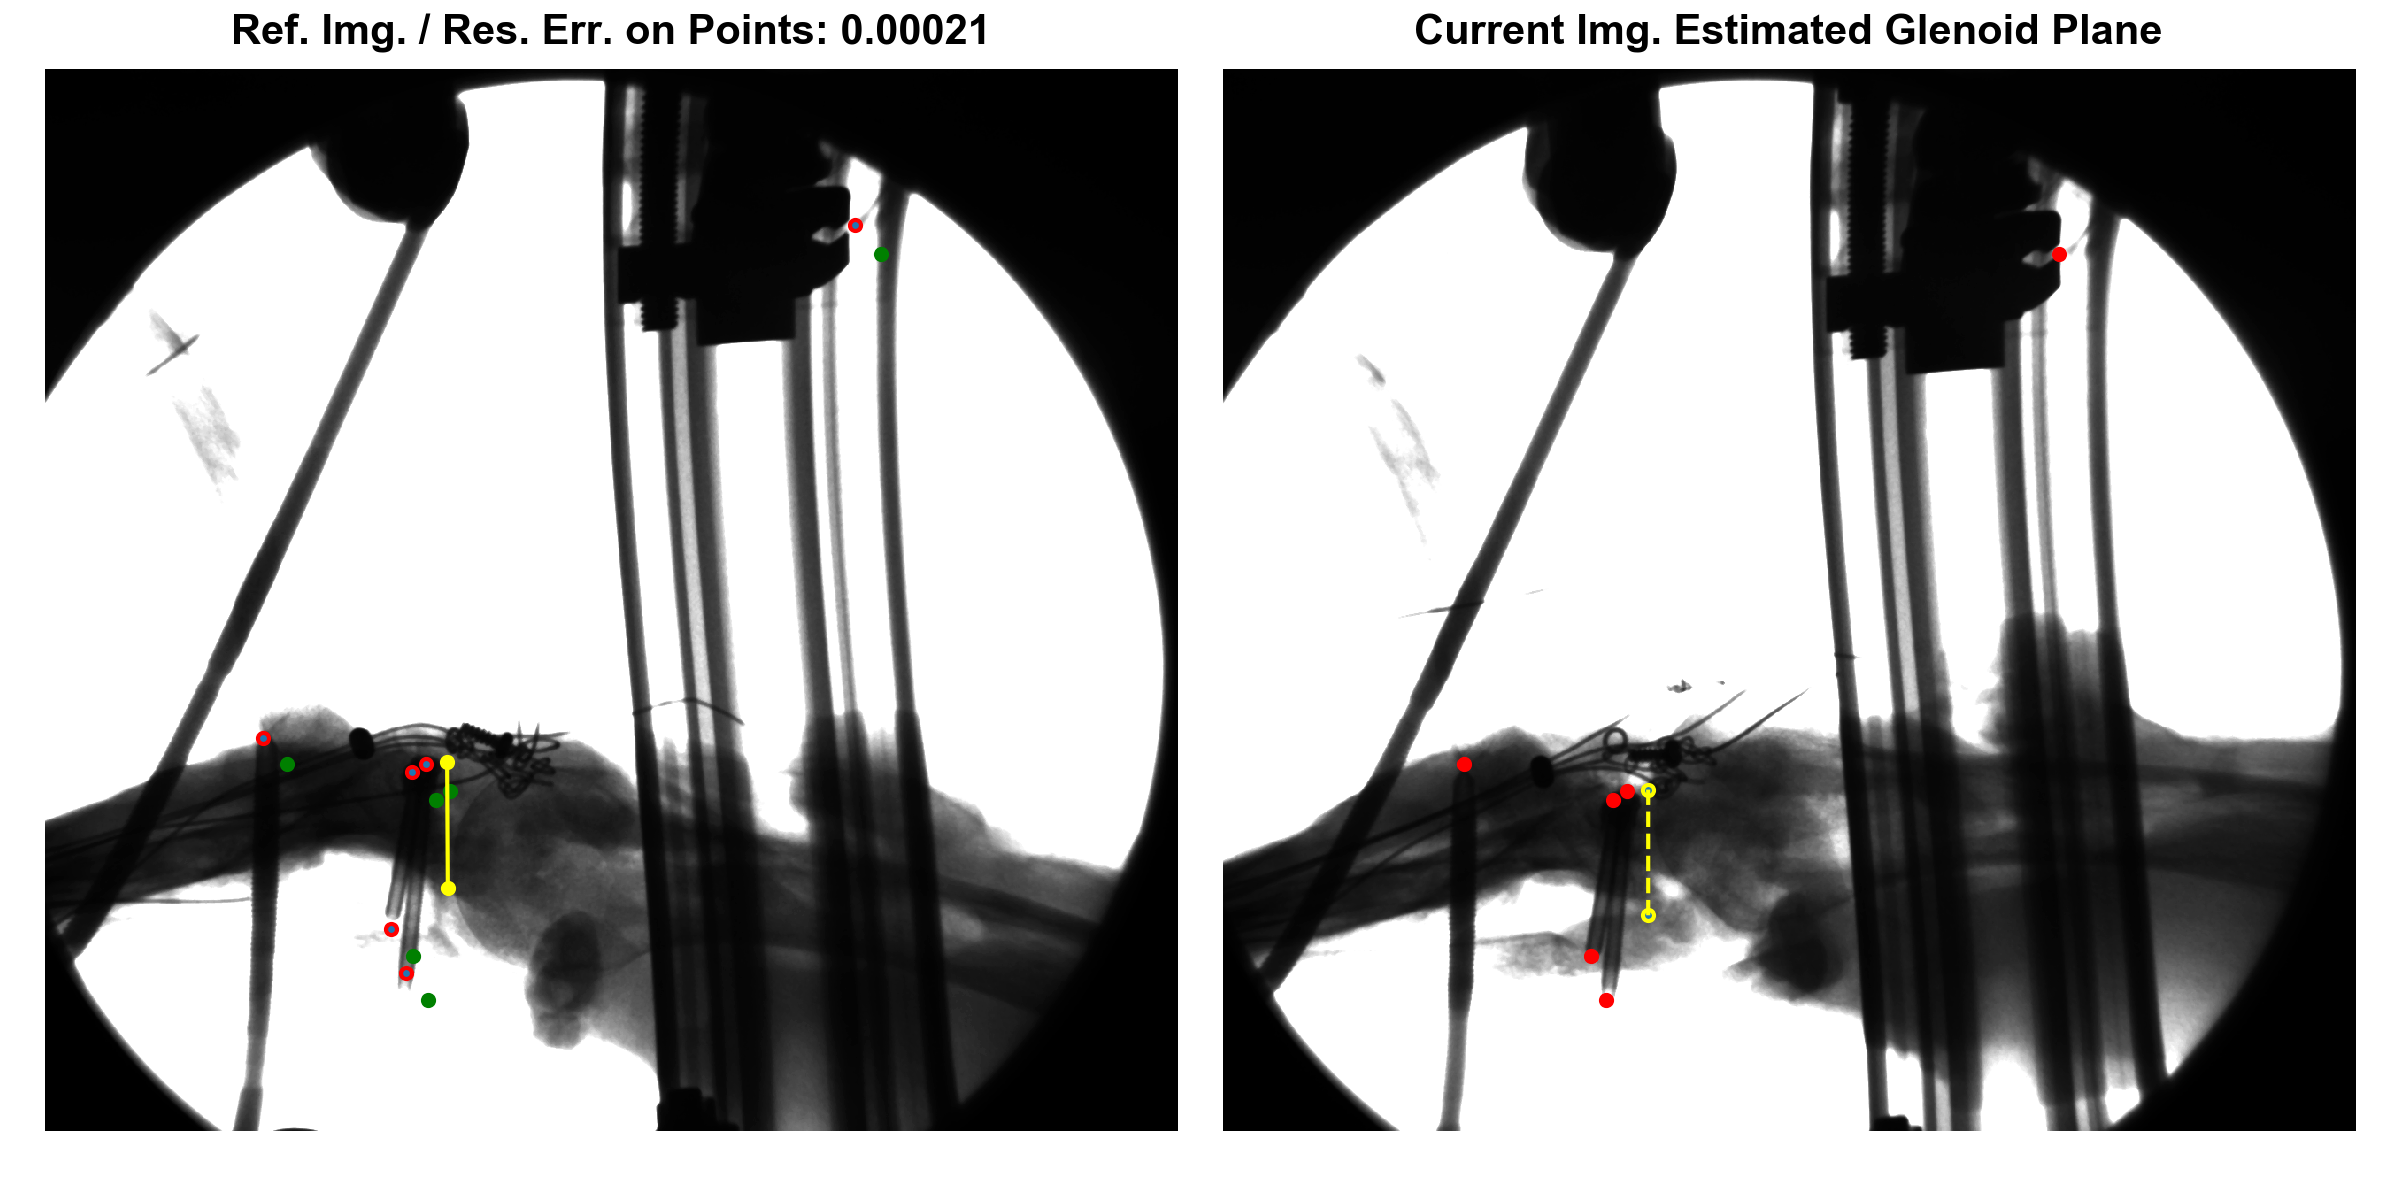 Ref. Img. / Res. Err. on Points: 0.00021
Current Img. Estimated Glenoid Plane